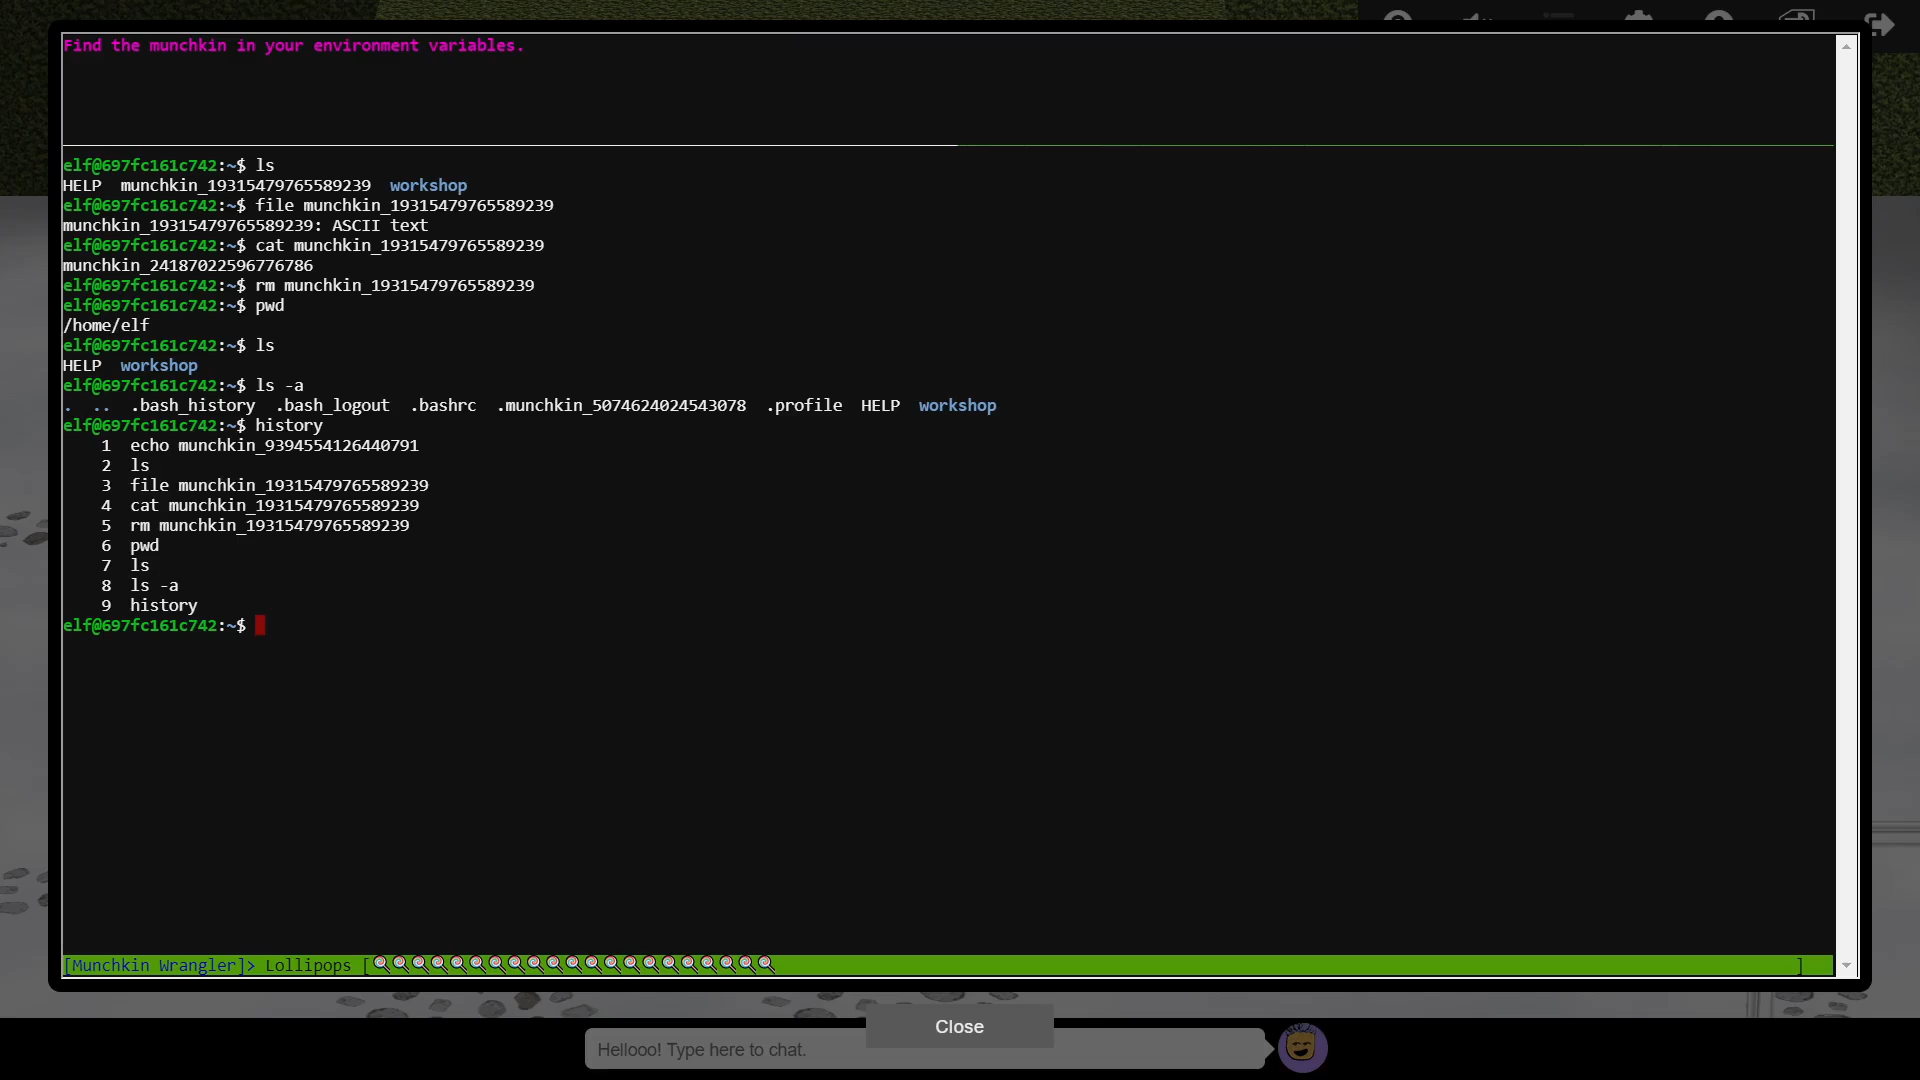 Find the munchkin in your environment variables.
elf@697fc161c742:~$ ls
HELP  munchkin_19315479765589239  workshop
elf@697fc161c742:~$ file munchkin_19315479765589239
munchkin_19315479765589239: ASCII text
elf@697fc161c742:~$ cat munchkin_19315479765589239
munchkin_24187022596776786
elf@697fc161c742:~$ rm munchkin_19315479765589239
elf@697fc161c742:~$ pwd
/home/elf
elf@697fc161c742:~$ ls
HELP  workshop
elf@697fc161c742:~$ ls -a
.  ..  .bash_history  .bash_logout  .bashrc  .munchkin_5074624024543078  .profile  HELP  workshop
elf@697fc161c742:~$ history
    1  echo munchkin_9394554126440791
    2  ls
    3  file munchkin_19315479765589239
    4  cat munchkin_19315479765589239
    5  rm munchkin_19315479765589239
    6  pwd
    7  ls
    8  ls -a
    9  history
elf@697fc161c742:~$
[Munchkin Wrangler]> Lollipops [🍭🍭🍭🍭🍭🍭🍭🍭🍭🍭🍭🍭🍭🍭🍭🍭🍭🍭🍭🍭🍭 ]
Close
Hellooo! Type here to chat.